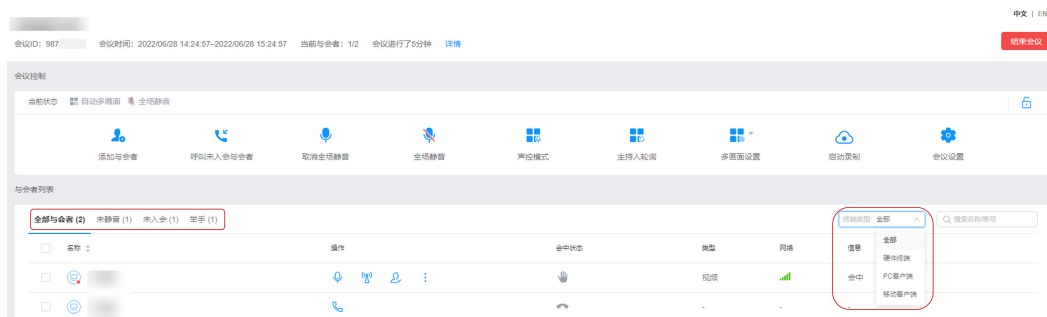 中文 | EN
会议ID：987 会议时间：2022/06/28 14:24:57–2022/06/28 15:24:57 当前与会者：1/2 会议进行了5分钟 详情 结束会议
会议控制
当前状态 自动多画面 全场静音
添加与会者 呼叫未入会与会者 取消全场静音 全场静音 声控模式 主持人轮询 多画面设置 启动录制 会议设置
与会者列表
全部与会者 (2) 未静音 (1) 未入会 (1) 举手 (1) 终端类型 全部 搜索名称/账号
名称 操作 会中状态 类型 网络 信息
全部
硬件终端
视频 会中 PC客户端
移动客户端
- - -